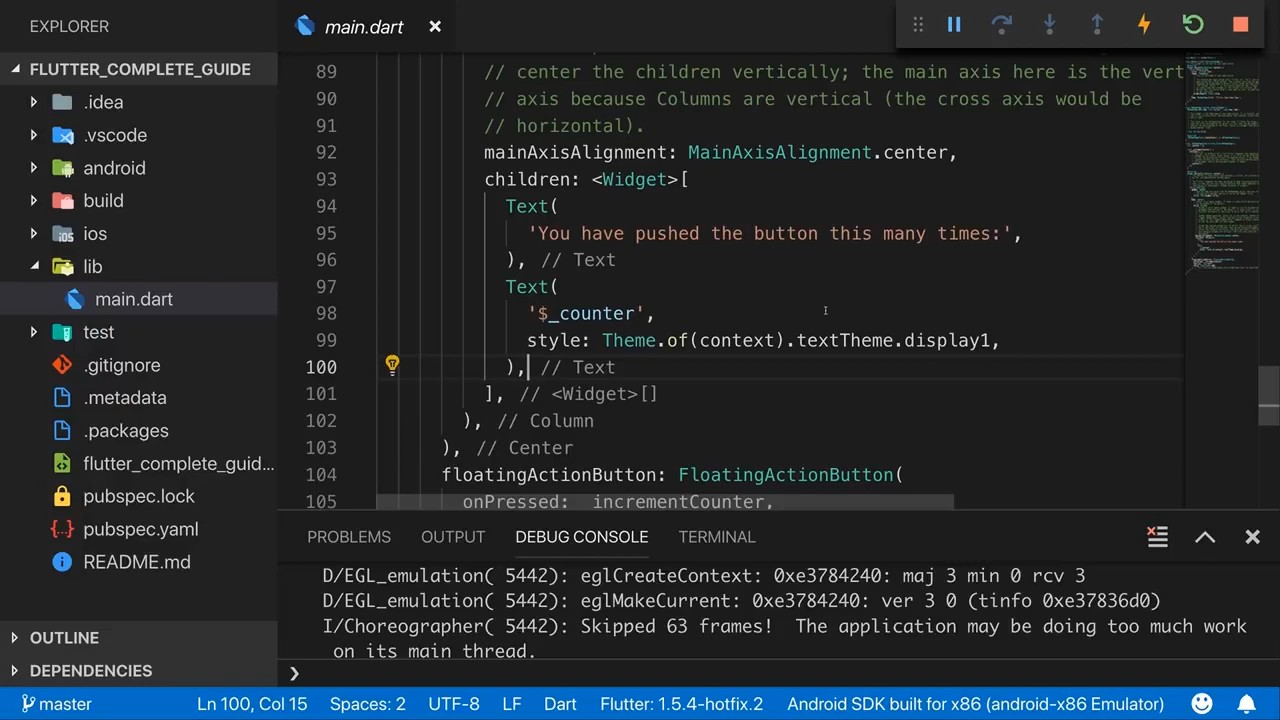 EXPLORER
FLUTTER_COMPLETE_GUIDE
.idea
.vscode
android
build
ios
lib
main.dart
test
.gitignore
.metadata
.packages
flutter_complete_guid...
pubspec.lock
pubspec.yaml
README.md
OUTLINE
DEPENDENCIES
main.dart
89 // center the children vertically; the main axis here is the vert
90 // axis because Columns are vertical (the cross axis would be
91 // horizontal).
92 mainAxisAlignment: MainAxisAlignment.center,
93 children: <Widget>[
94 Text(
95 'You have pushed the button this many times:',
96 ), // Text
97 Text(
98 '$_counter',
99 style: Theme.of(context).textTheme.display1,
100 ), // Text
101 ], // <Widget>[]
102 ), // Column
103 ), // Center
104 floatingActionButton: FloatingActionButton(
105 onPressed: _incrementCounter,
PROBLEMS OUTPUT DEBUG CONSOLE TERMINAL
D/EGL_emulation( 5442): eglCreateContext: 0xe3784240: maj 3 min 0 rcv 3
D/EGL_emulation( 5442): eglMakeCurrent: 0xe3784240: ver 3 0 (tinfo 0xe37836d0)
I/Choreographer( 5442): Skipped 63 frames!  The application may be doing too much work
on its main thread.
master Ln 100, Col 15 Spaces: 2 UTF-8 LF Dart Flutter: 1.5.4-hotfix.2 Android SDK built for x86 (android-x86 Emulator)